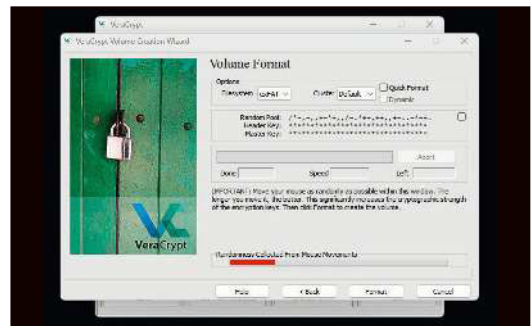 VeraCrypt
VeraCrypt Volume Creation Wizard
Volume Format
Options
Filesystem exFAT Cluster Default Quick Format
Dynamic
Random Pool:
Header Key: ********************************
Master Key: ********************************
Abort
Done Speed Left
IMPORTANT: Move your mouse as randomly as possible within this window. The
longer you move it, the better. This significantly increases the cryptographic strength
of the encryption keys. Then click Format to create the volume.
VeraCrypt
Randomness Collected From Mouse Movements
Help < Back Format Cancel